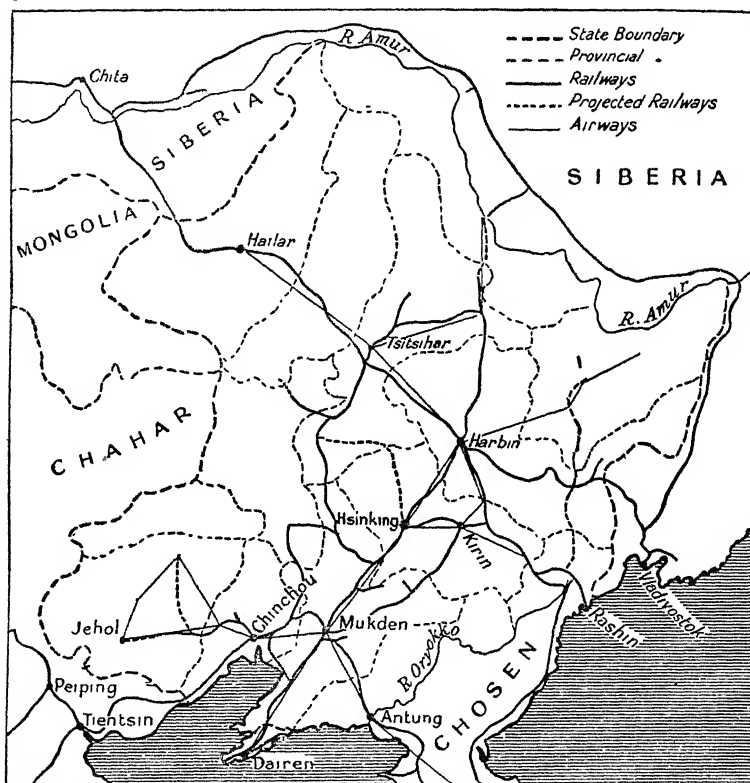 R Amur
State Boundary
Provincial "
Railways
Projected Railways
Airways
Chita
SIBERIA
SIBERIA
MONGOLIA
Hailar
R. Amur
Tsitsihar
CHAHAR
Harbin
Hsinking
Kirin
Vladivostok
Jehol
Chinchou
Mukden
Rashin
R Oryokko
CHOSEN
Peiping
Tientsin
Antung
Dairen